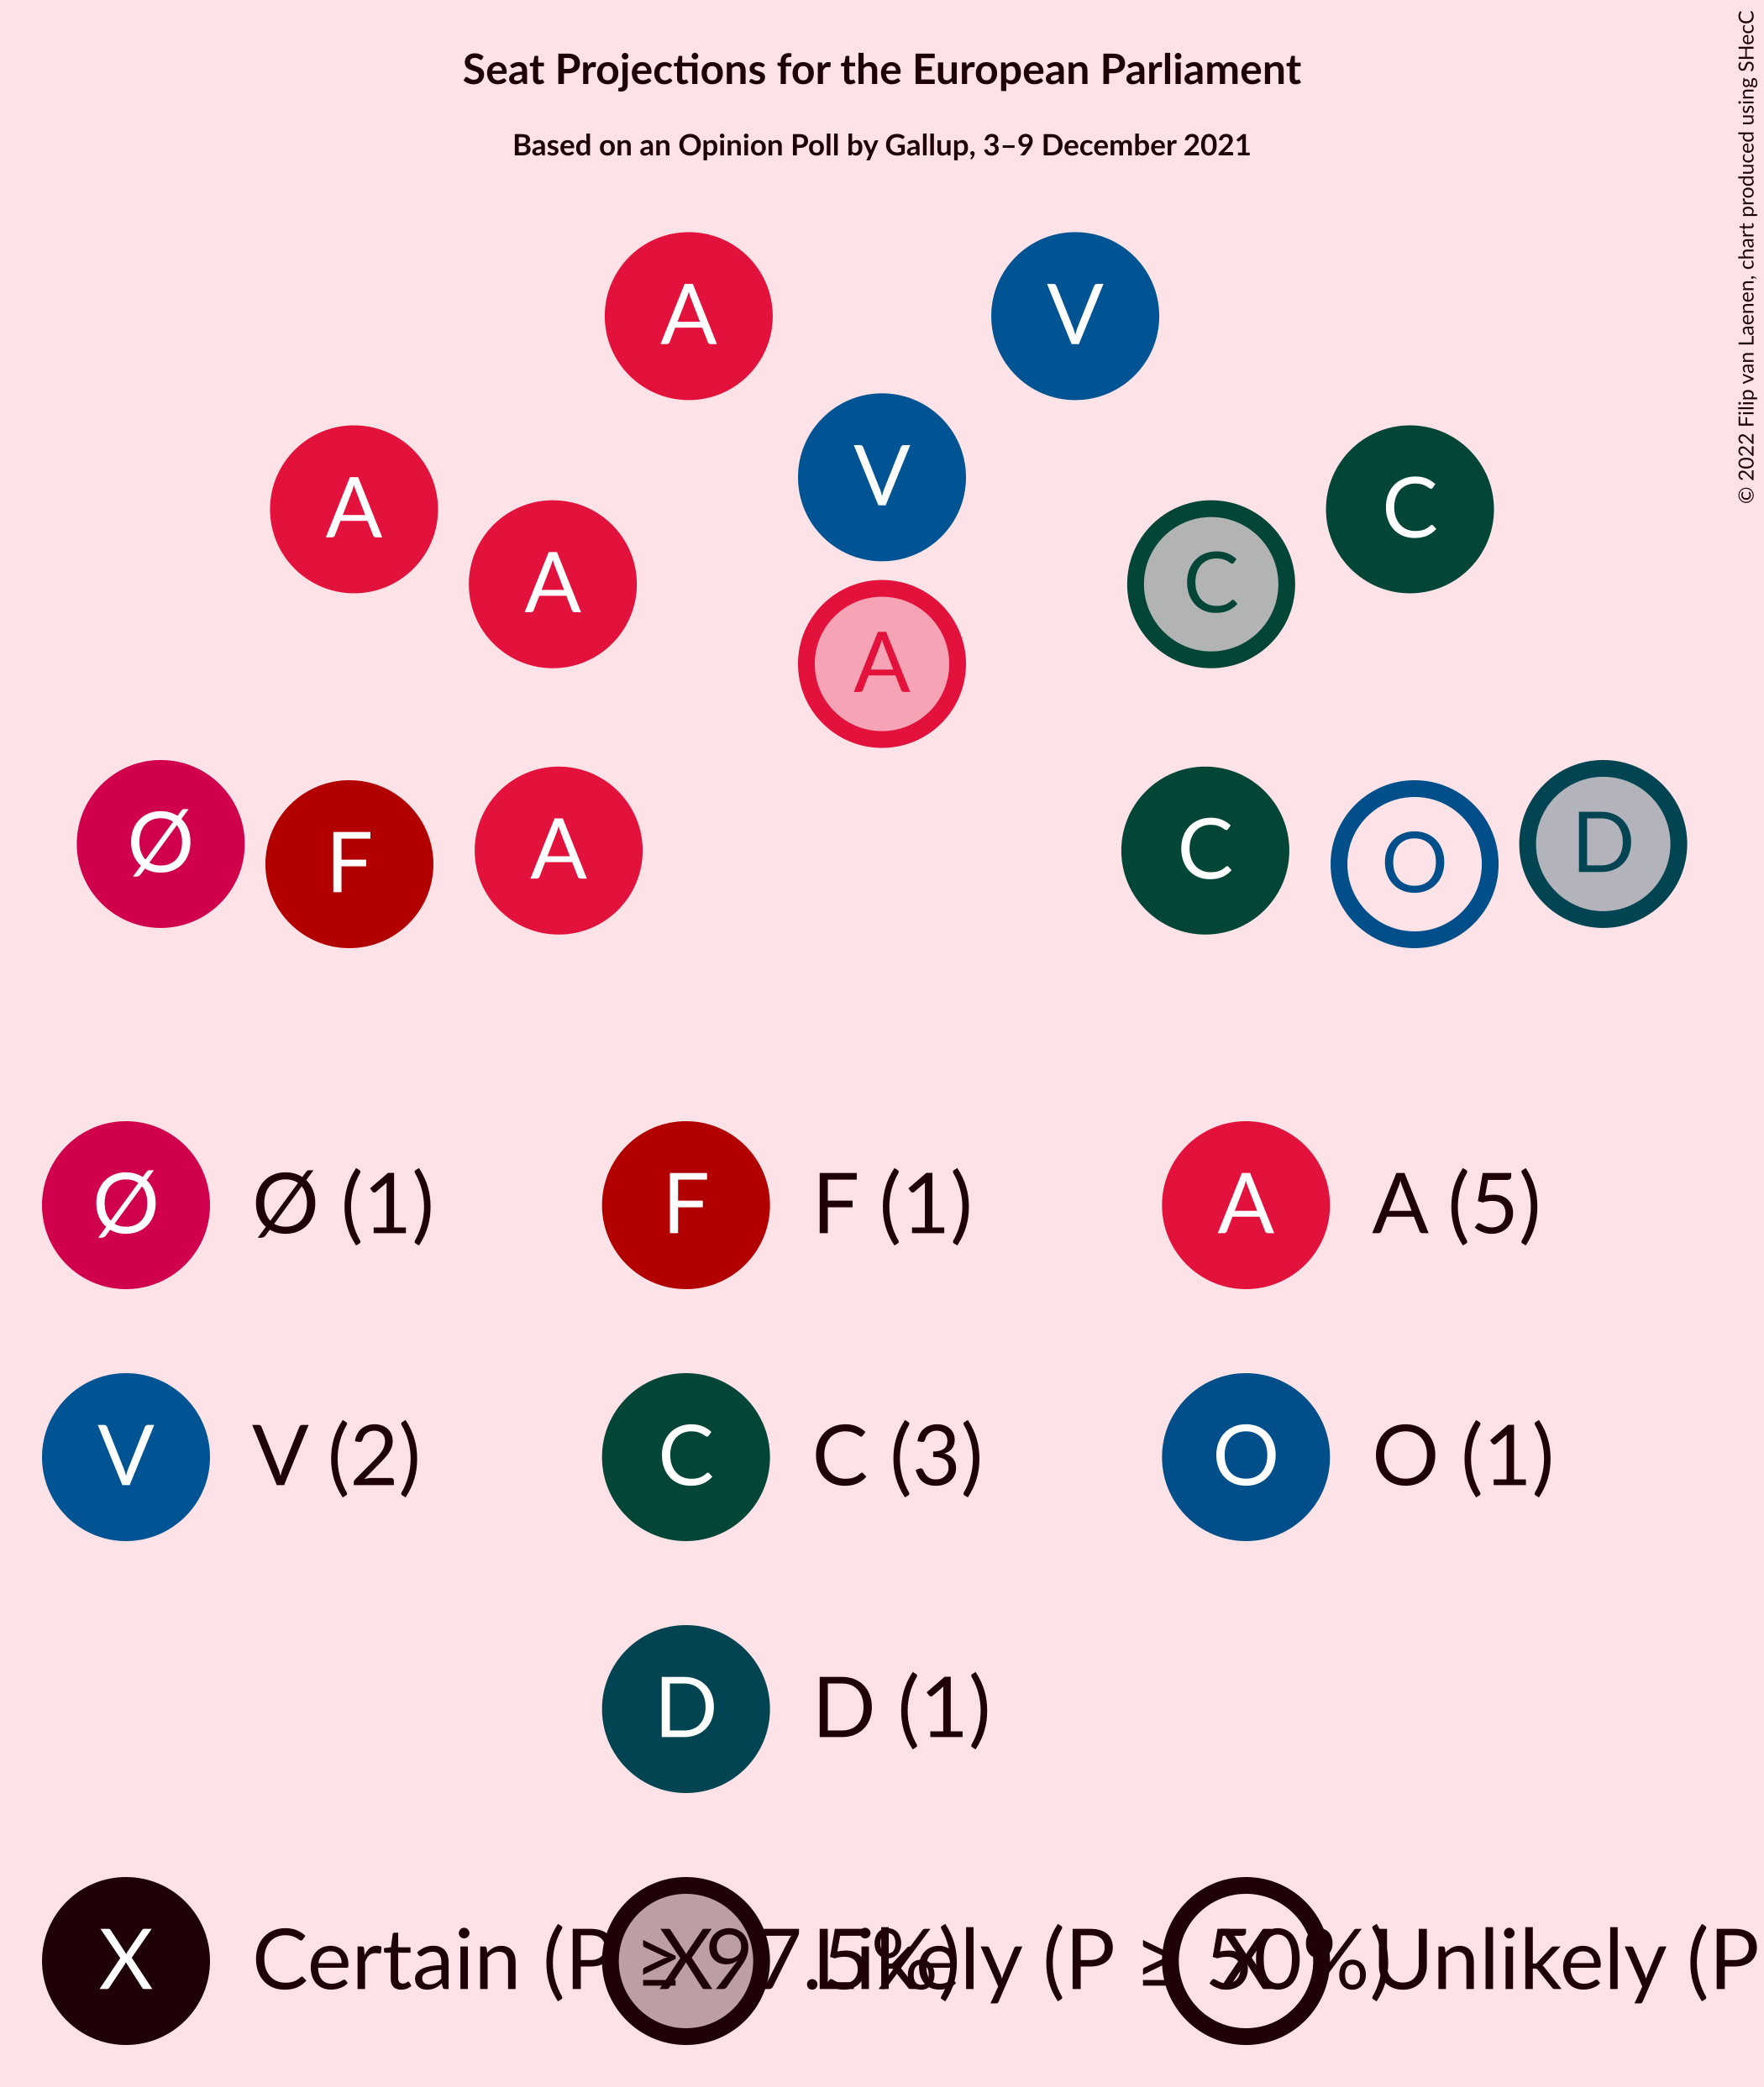 Seat Projections for the European Parliament
Based on an Opinion Poll by Gallup, 3–9 December 2021
© 2022 Filip van Laenen, chart produced using SHecC
A V
V
A C
A C
A
Ø D
A C
F O
Ø Ø (1) F F (1) A A (5)
V V (2) C C (3) O O (1)
D D (1)
X Certain (P ≥ 97.5%) X Likely (P ≥ 50%) X Unlikely (P